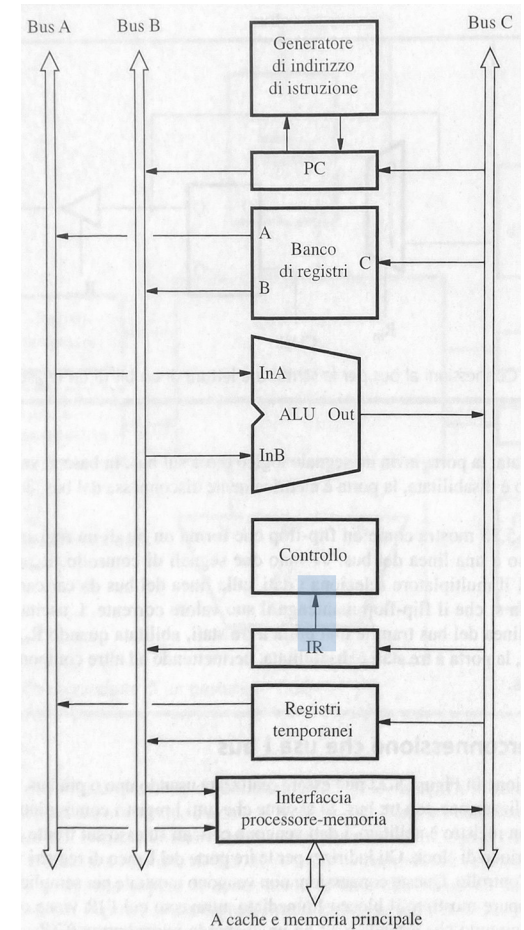 Bus A
Bus B
Bus C
Generatore
di indirizzo
di istruzione
PC
A
Banco
di registri
C
B
InA
ALU
Out
InB
Controllo
IR
Registri
temporanei
Interfaccia
processore-memoria
A cache e memoria principale